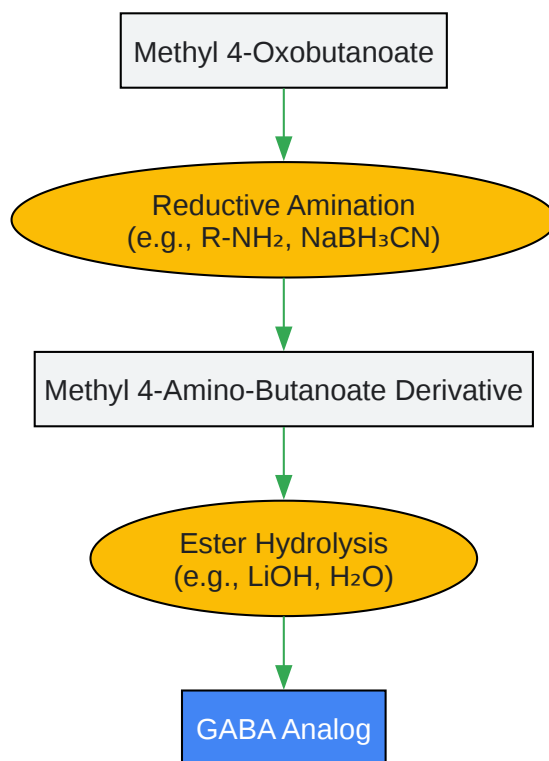 Methyl 4-Oxobutanoate
Reductive Amination
(e.g., R-NH₂, NaBH₃CN)
Methyl 4-Amino-Butanoate Derivative
Ester Hydrolysis
(e.g., LiOH, H₂O)
GABA Analog